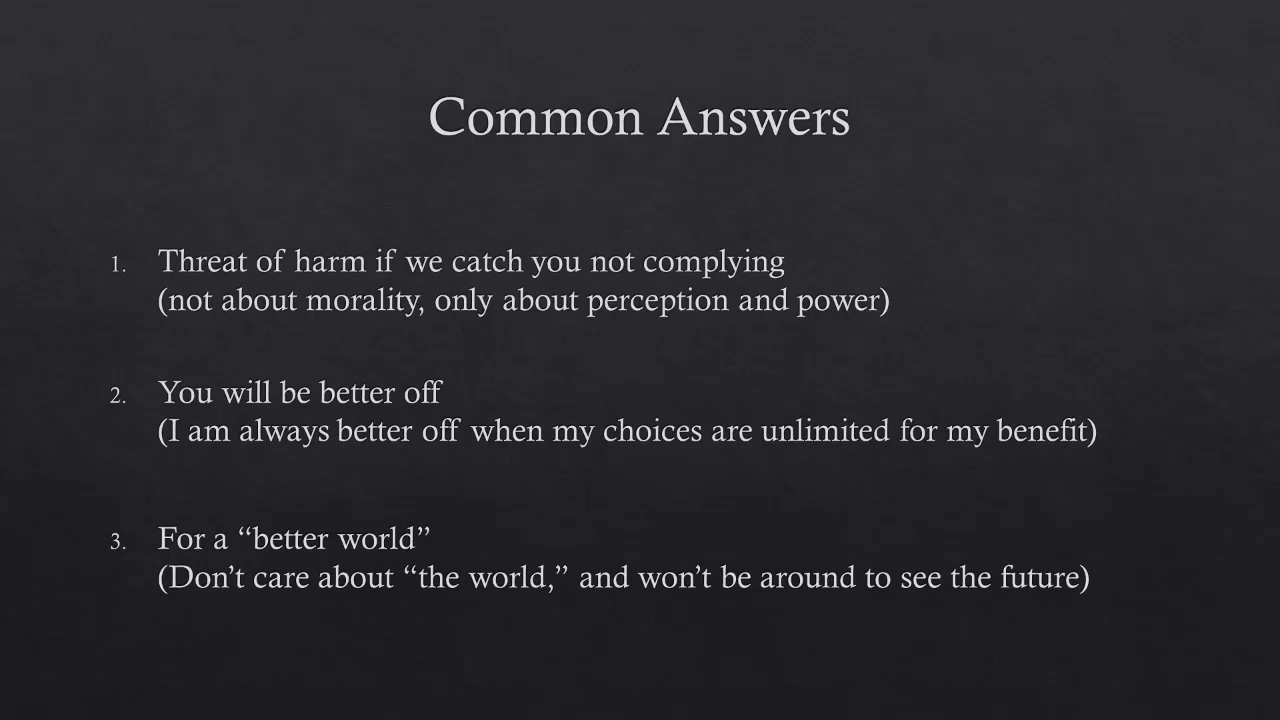 Common Answers
1. Threat of harm if we catch you not complying
(not about morality, only about perception and power)
2. You will be better off
(I am always better off when my choices are unlimited for my benefit)
3. For a “better world”
(Don’t care about “the world,” and won’t be around to see the future)